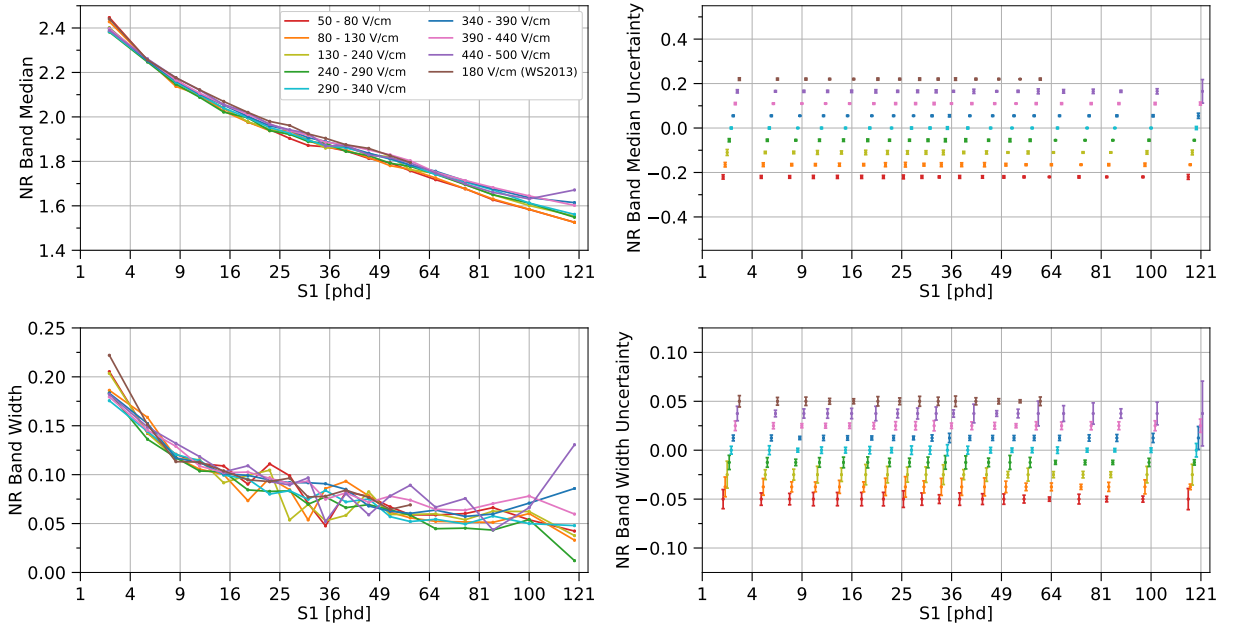 NR Band Median
2.4
2.2
2.0
1.8
1.6
1.4
50 - 80 V/cm
80 - 130 V/cm
130 - 240 V/cm
240 - 290 V/cm
290 - 340 V/cm
340 - 390 V/cm
390 - 440 V/cm
440 - 500 V/cm
180 V/cm (WS2013)
1 4 9 16 25 36 49 64 81 100 121
S1 [phd]
NR Band Median Uncertainty
0.4
0.2
0.0
−0.2
−0.4
1 4 9 16 25 36 49 64 81 100 121
S1 [phd]
NR Band Width
0.25
0.20
0.15
0.10
0.05
0.00
1 4 9 16 25 36 49 64 81 100 121
S1 [phd]
NR Band Width Uncertainty
0.10
0.05
0.00
−0.05
−0.10
1 4 9 16 25 36 49 64 81 100 121
S1 [phd]